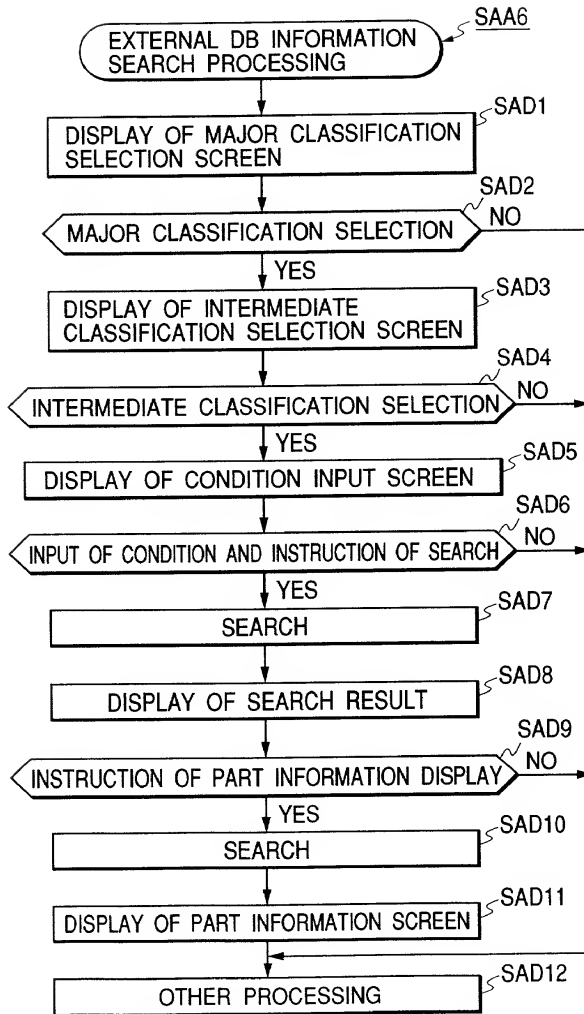 EXTERNAL DB INFORMATION
SEARCH PROCESSING
SAA6
SAD1
DISPLAY OF MAJOR CLASSIFICATION
SELECTION SCREEN
SAD2
MAJOR CLASSIFICATION SELECTION
NO
YES
SAD3
DISPLAY OF INTERMEDIATE
CLASSIFICATION SELECTION SCREEN
SAD4
INTERMEDIATE CLASSIFICATION SELECTION
NO
YES
SAD5
DISPLAY OF CONDITION INPUT SCREEN
SAD6
INPUT OF CONDITION AND INSTRUCTION OF SEARCH
NO
YES
SAD7
SEARCH
SAD8
DISPLAY OF SEARCH RESULT
SAD9
INSTRUCTION OF PART INFORMATION DISPLAY
NO
YES
SAD10
SEARCH
SAD11
DISPLAY OF PART INFORMATION SCREEN
SAD12
OTHER PROCESSING